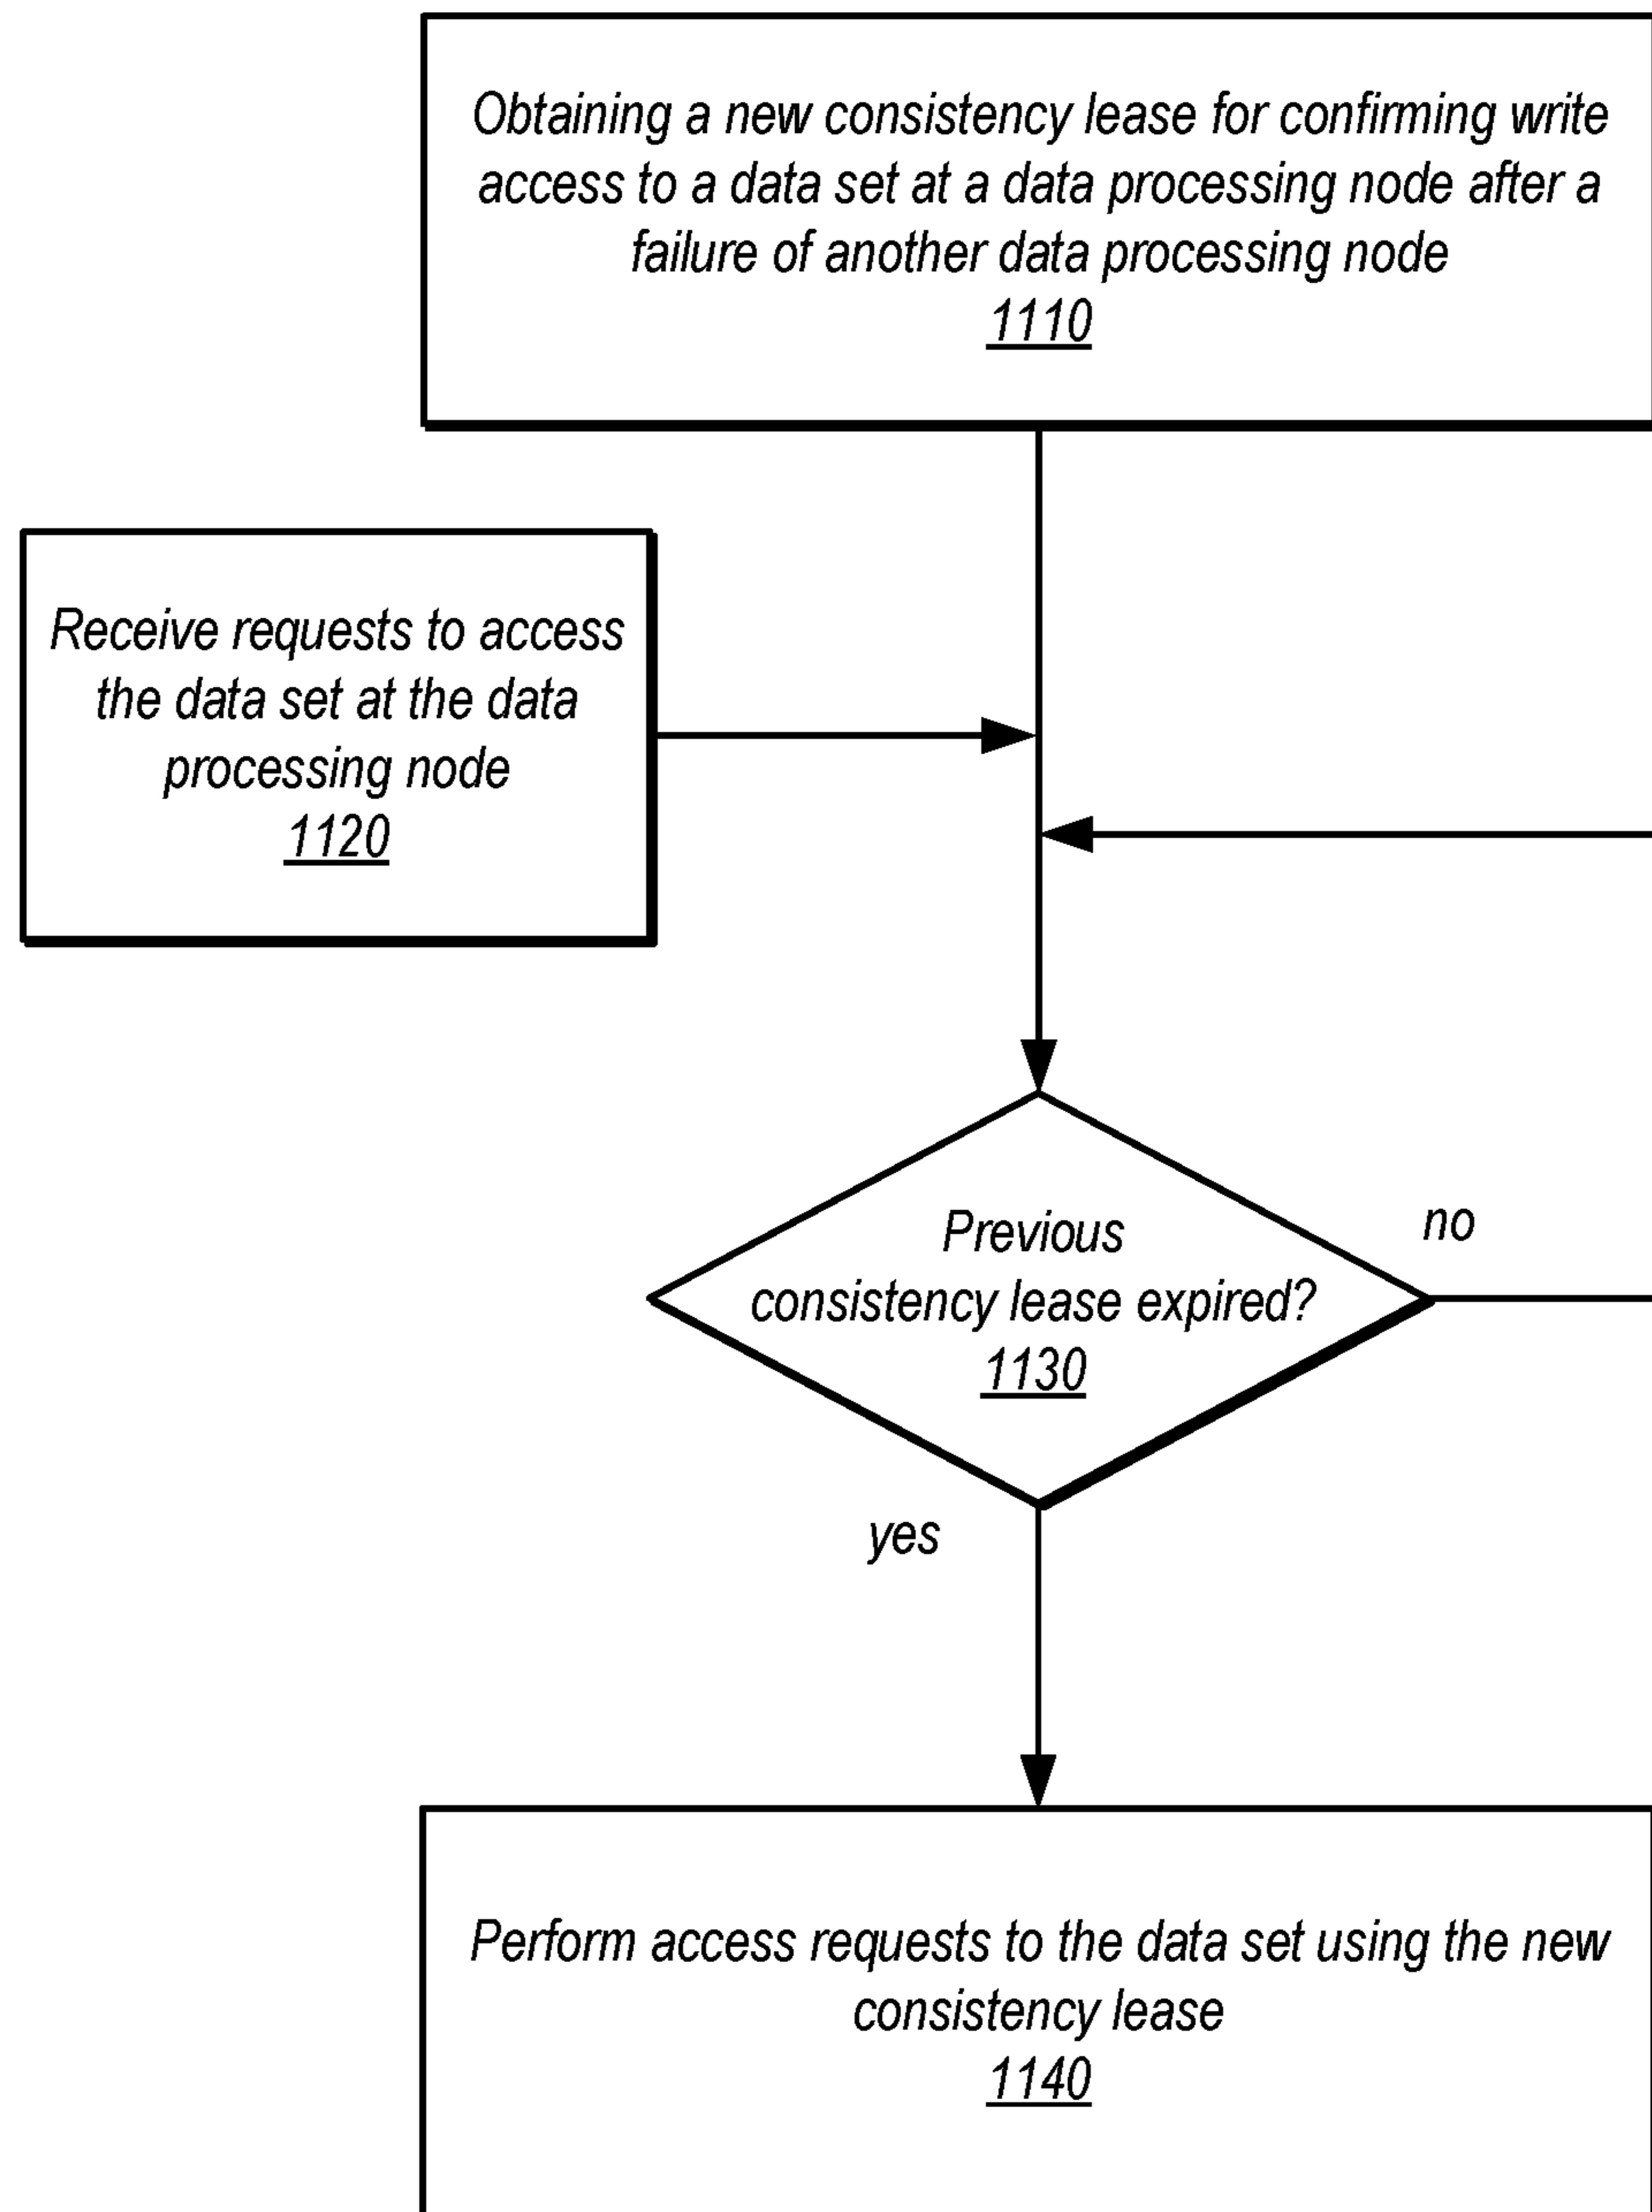 Obtaining a new consistency lease for confirming write
access to a data set at a data processing node after a
failure of another data processing node
1110
Receive requests to access
the data set at the data
processing node
1120
Previous
consistency lease expired?
1130
no
yes
Perform access requests to the data set using the new
consistency lease
1140